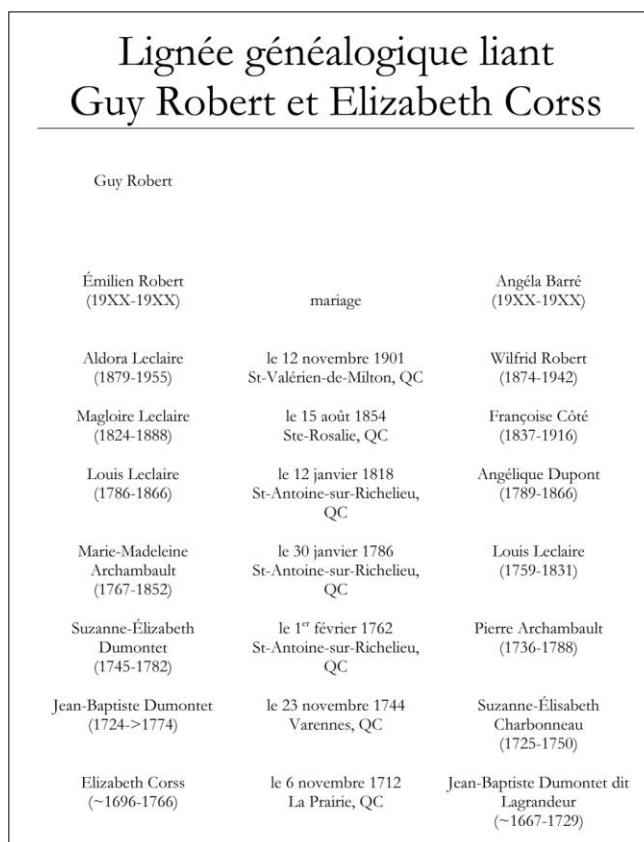 Lignée généalogique liant
Guy Robert et Elizabeth Corss
Guy Robert
Émilien Robert
(19XX-19XX)
mariage
Angéla Barré
(19XX-19XX)
Aldora Leclaire
(1879-1955)
le 12 novembre 1901
St-Valérien-de-Milton, QC
Wilfrid Robert
(1874-1942)
Magloire Leclaire
(1824-1888)
le 15 août 1854
Ste-Rosalie, QC
Françoise Côté
(1837-1916)
Louis Leclaire
(1786-1866)
le 12 janvier 1818
St-Antoine-sur-Richelieu,
QC
Angélique Dupont
(1789-1866)
Marie-Madeleine
Archambault
(1767-1852)
le 30 janvier 1786
St-Antoine-sur-Richelieu,
QC
Louis Leclaire
(1759-1831)
Suzanne-Élizabeth
Dumontet
(1745-1782)
le 1er février 1762
St-Antoine-sur-Richelieu,
QC
Pierre Archambault
(1736-1788)
Jean-Baptiste Dumontet
(1724->1774)
le 23 novembre 1744
Varennes, QC
Suzanne-Élisabeth
Charbonneau
(1725-1750)
Elizabeth Corss
(~1696-1766)
le 6 novembre 1712
La Prairie, QC
Jean-Baptiste Dumontet dit
Lagrandeur
(~1667-1729)